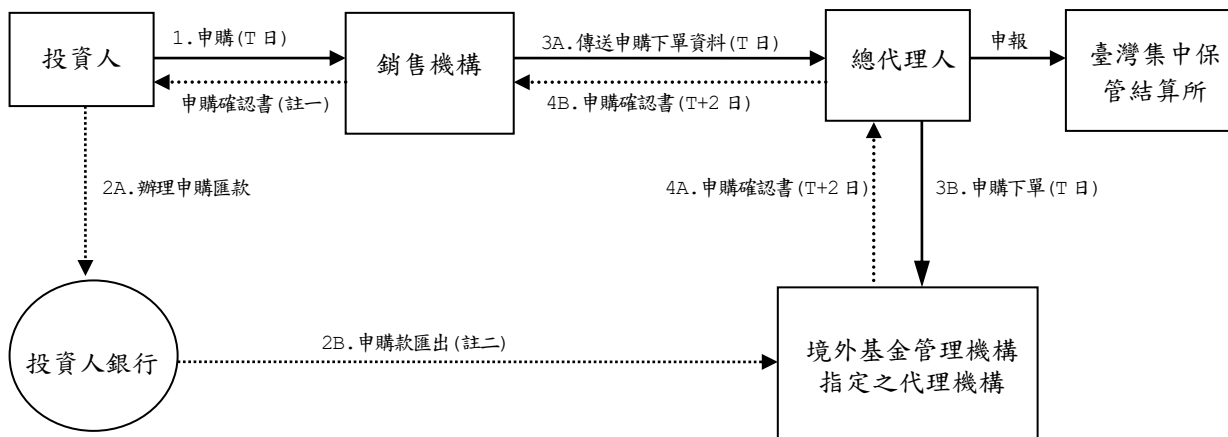 1.申購(T 日)
投資人
申購確認書(註一)
銷售機構
3A.傳送申購下單資料(T 日)
4B.申購確認書(T+2 日)
總代理人
申報
臺灣集中保
管結算所
2A.辦理申購匯款
4A.申購確認書(T+2 日)
3B.申購下單(T 日)
投資人銀行
2B.申購款匯出(註二)
境外基金管理機構
指定之代理機構